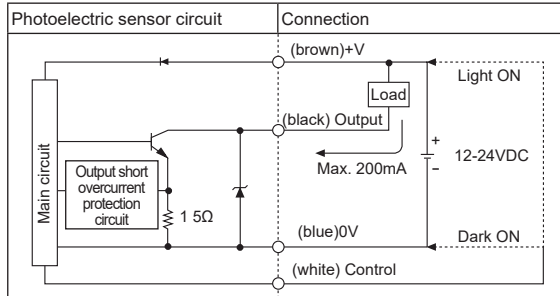 Photoelectric sensor circuit
Connection
(brown)+V
Light ON
Load
(black) Output
Main circuit
+
12-24VDC
-
Max. 200mA
Output short
overcurrent
protection
circuit
1 5Ω
(blue)0V
Dark ON
(white) Control